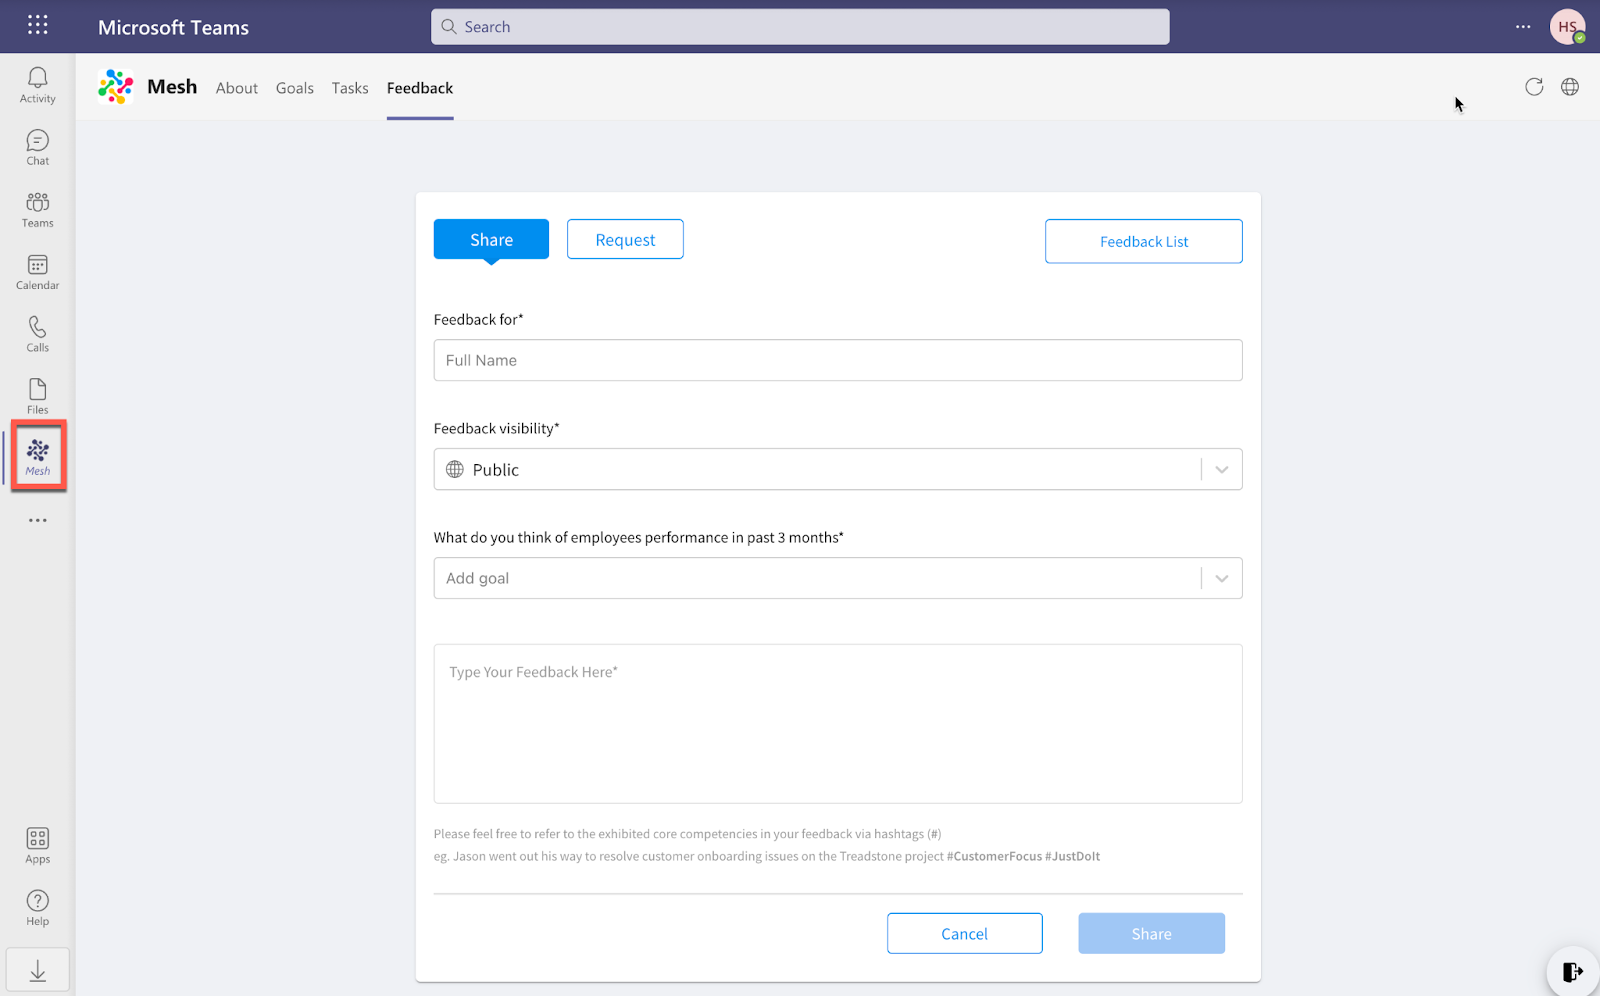 Microsoft Teams
Search
HS
Activity
Chat
Teams
Calendar
Calls
Files
Mesh
Apps
Help
Mesh About Goals Tasks Feedback
Share Request Feedback List
Feedback for*
Full Name
Feedback visibility*
Public
What do you think of employees performance in past 3 months*
Add goal
Type Your Feedback Here*
Please feel free to refer to the exhibited core competencies in your feedback via hashtags (#)
eg. Jason went out his way to resolve customer onboarding issues on the Treadstone project #CustomerFocus #JustDoIt
Cancel Share